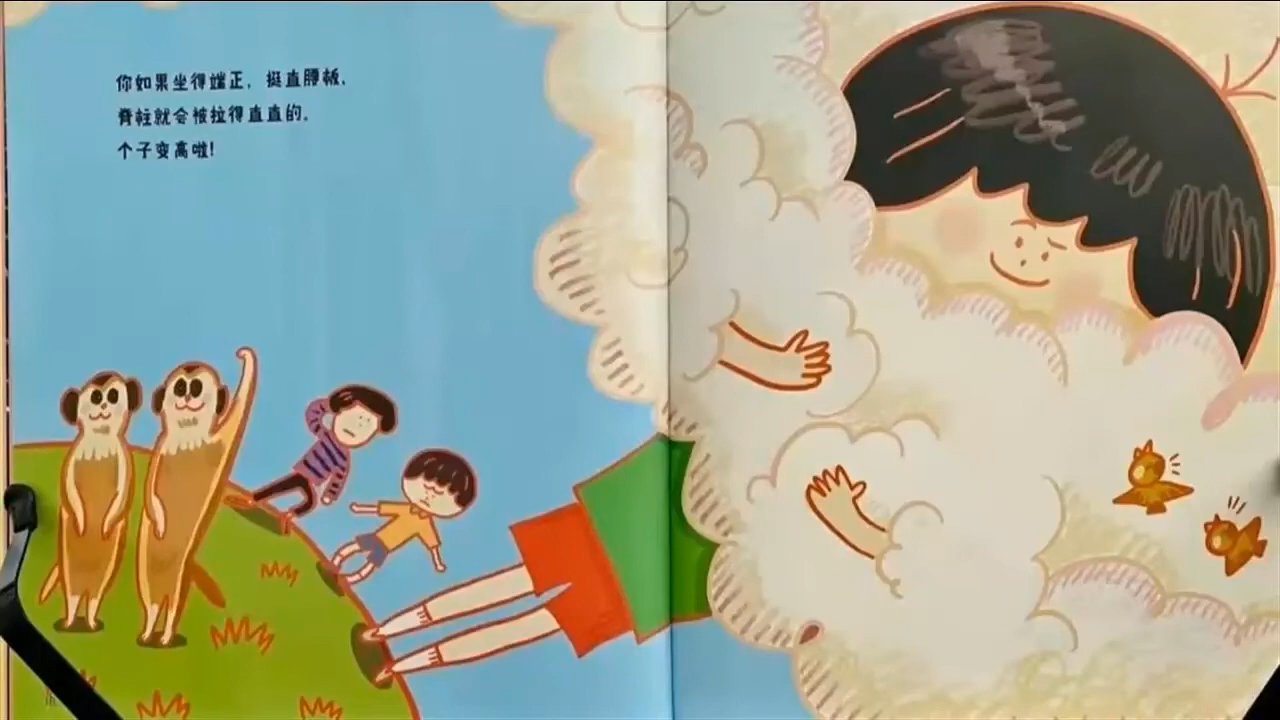 你如果坐得端正，挺直腰板，
脊柱就会被拉得直直的。
个子变高啦！